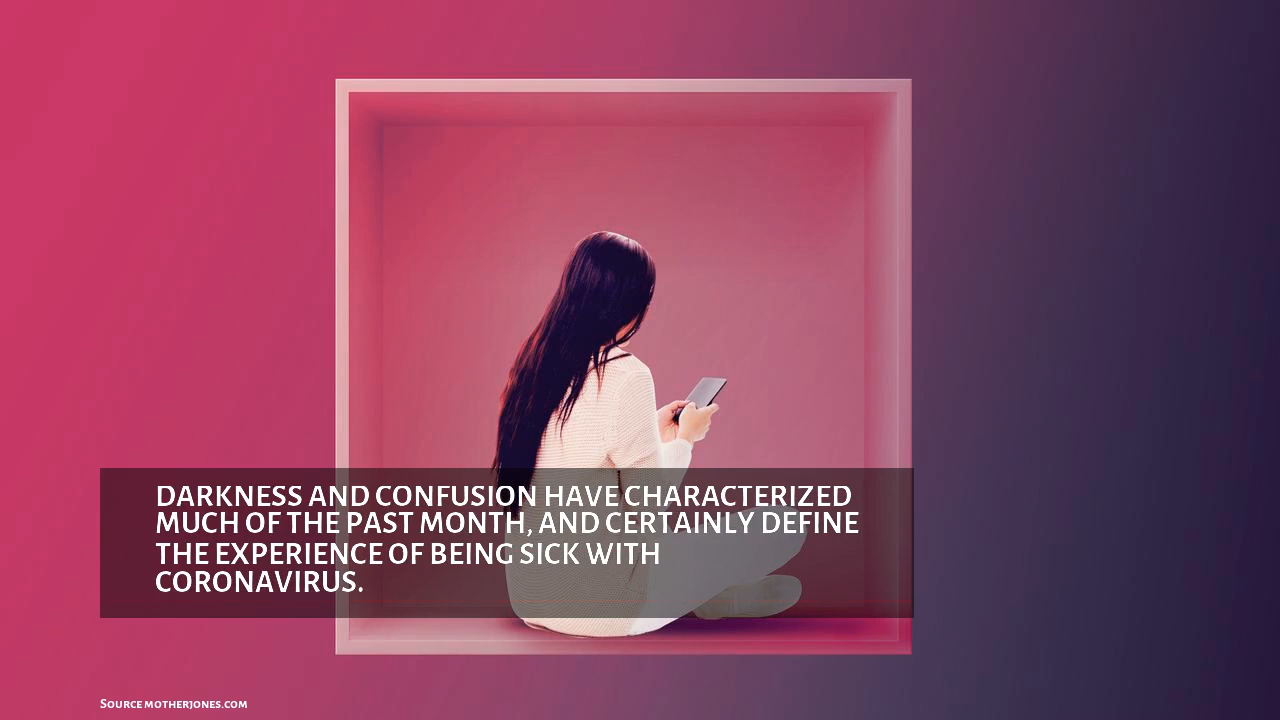 DARKNESS AND CONFUSION HAVE CHARACTERIZED
MUCH OF THE PAST MONTH, AND CERTAINLY DEFINE
THE EXPERIENCE OF BEING SICK WITH
CORONAVIRUS.
SOURCE MOTHERJONES.COM